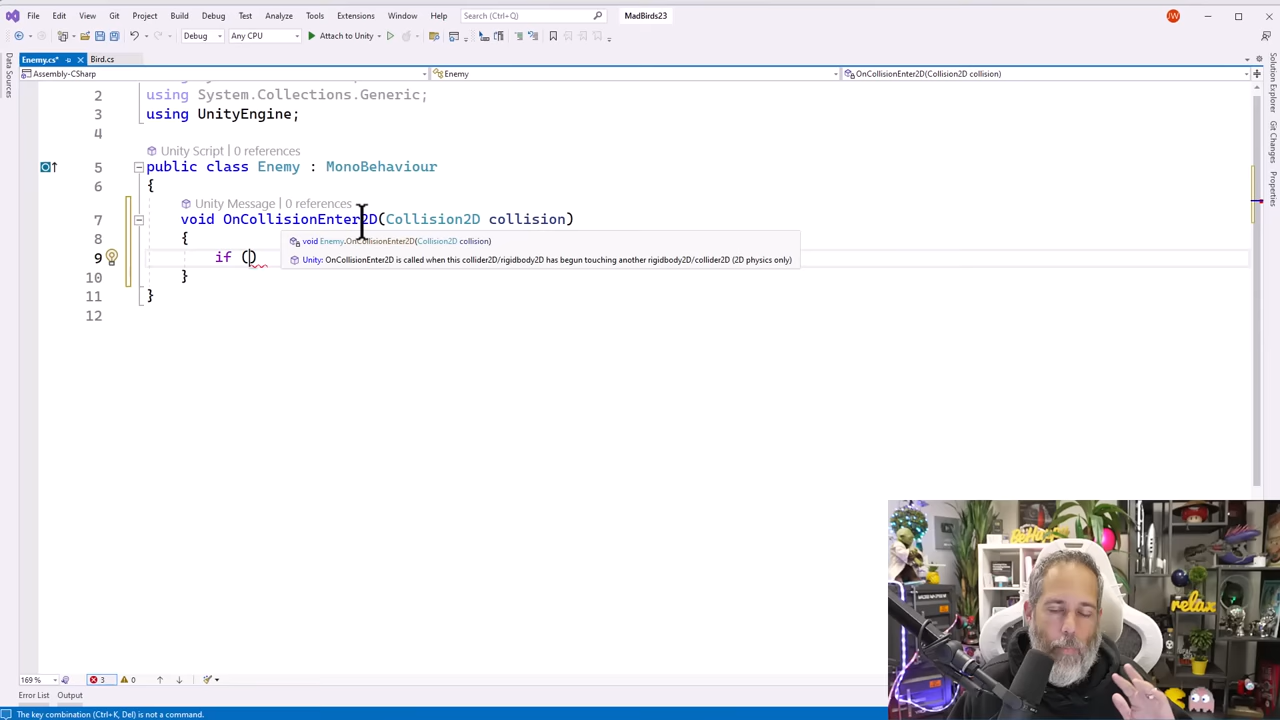 File Edit View Git Project Build Debug Test Analyze Tools Extensions Window Help Search (Ctrl+Q) MadBirds23 JW
Debug Any CPU Attach to Unity
Enemy.cs* Bird.cs
Assembly-CSharp Enemy OnCollisionEnter2D(Collision2D collision)
Data Sources
Solution Explorer
Git Changes
Properties
2 using System.Collections.Generic;
3 using UnityEngine;
4
Unity Script | 0 references
5 public class Enemy : MonoBehaviour
6 {
Unity Message | 0 references
7 void OnCollisionEnter2D(Collision2D collision)
8 {
void Enemy.OnCollisionEnter2D(Collision2D collision)
9 if ()
Unity: OnCollisionEnter2D is called when this collider2D/rigidbody2D has begun touching another rigidbody2D/collider2D (2D physics only)
10 }
11 }
12
BeHappy
relax
169 % 3 0
Error List Output
The key combination (Ctrl+K, Del) is not a command.